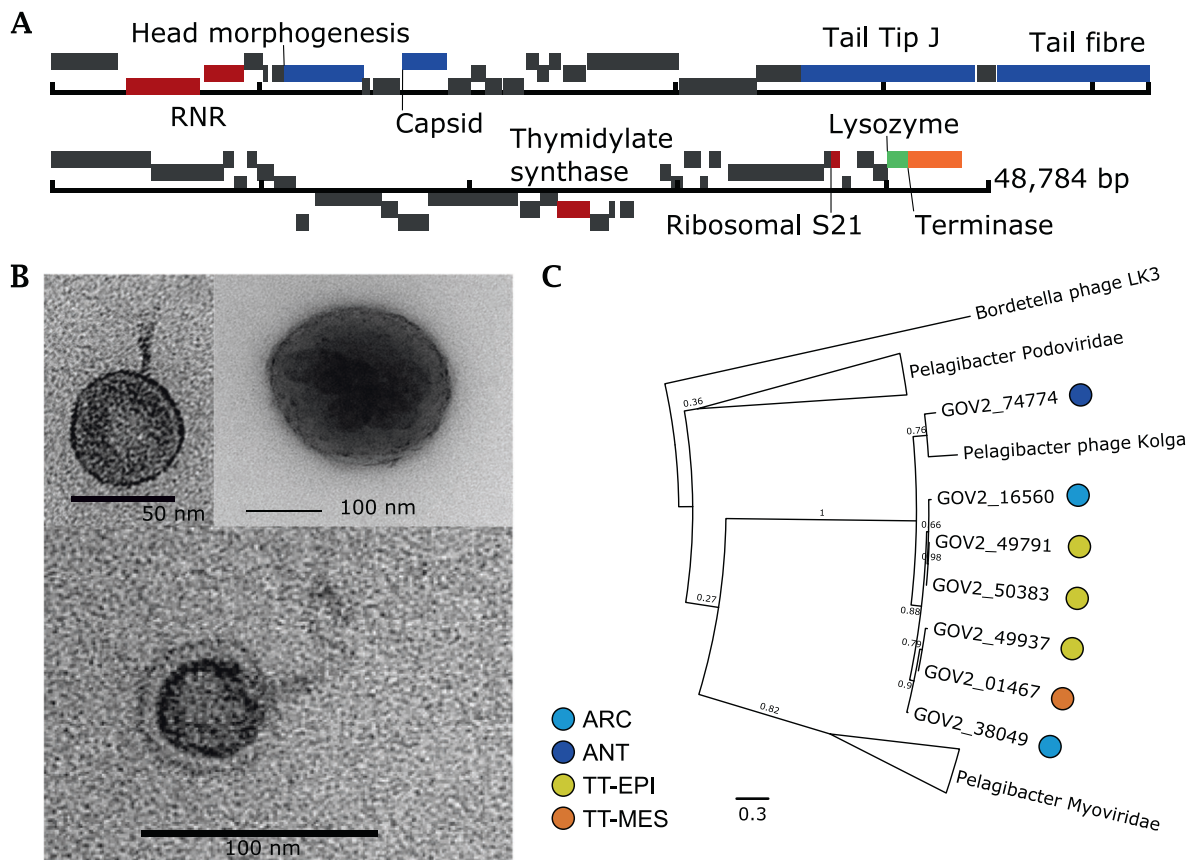 A
Head morphogenesis
Tail Tip J
Tail fibre
RNR
Capsid
Thymidylate
synthase
Lysozyme
48,784 bp
Ribosomal S21
Terminase
B
50 nm
100 nm
100 nm
C
Bordetella phage LK3
Pelagibacter Podoviridae
0.36
GOV2_74774
0.76
Pelagibacter phage Kolga
GOV2_16560
1
0.66
GOV2_49791
0.98
GOV2_50383
0.27
0.88
GOV2_49937
0.79
GOV2_01467
0.9
GOV2_38049
0.82
Pelagibacter Myoviridae
ARC
ANT
TT-EPI
TT-MES
0.3